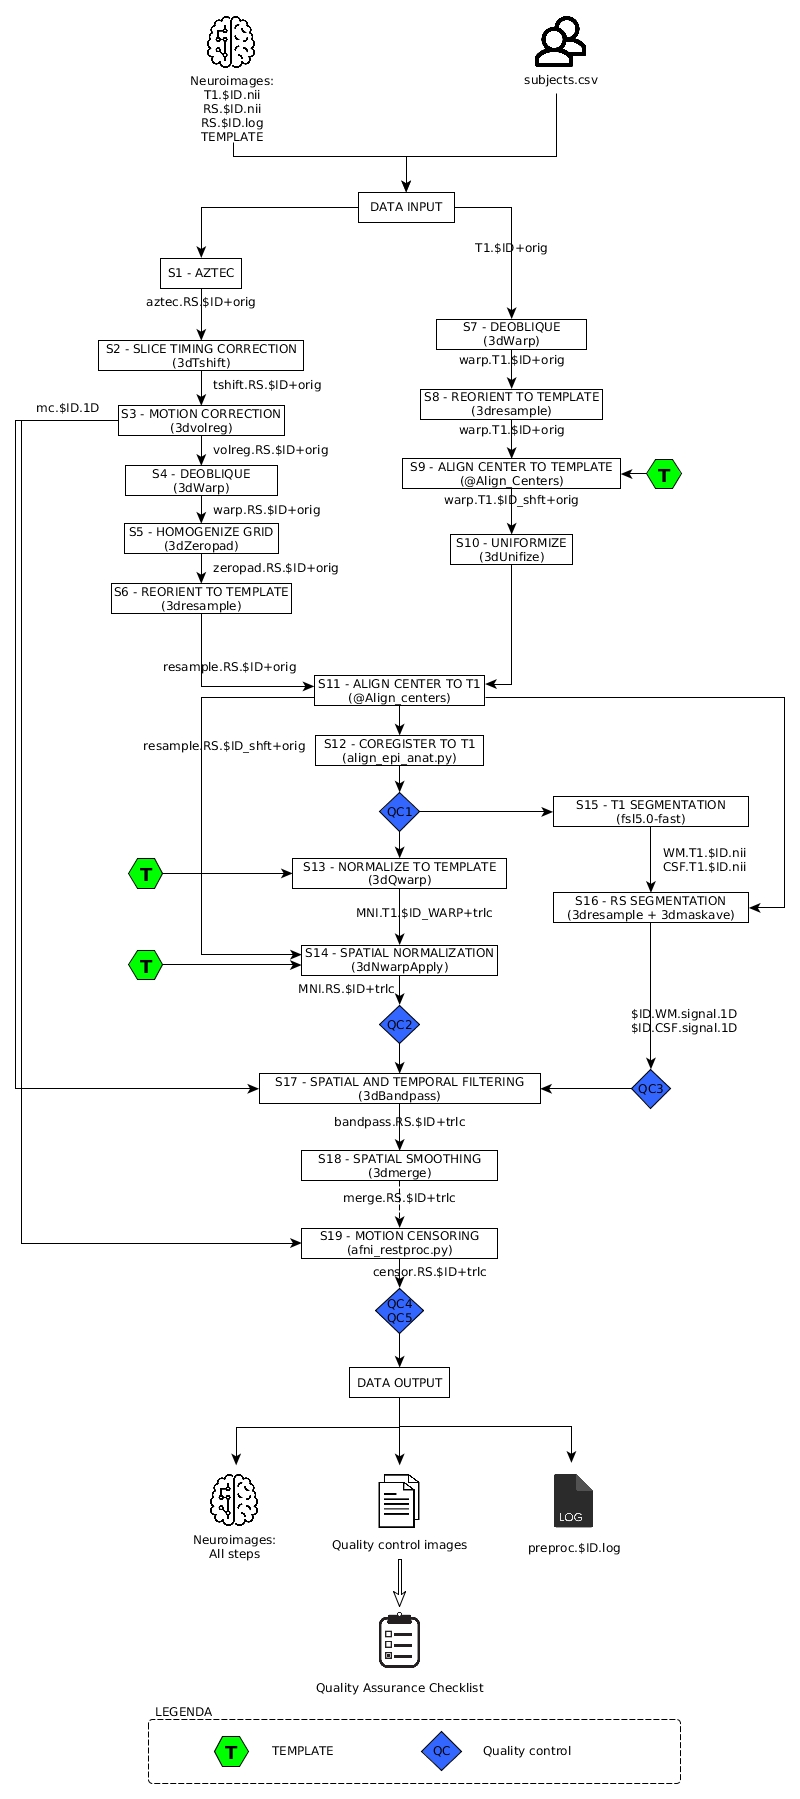 Neuroimages:
T1.$ID.nii
RS.$ID.nii
RS.$ID.log
TEMPLATE
subjects.csv
DATA INPUT
T1.$ID+orig
S1 - AZTEC
aztec.RS.$ID+orig
S2 - SLICE TIMING CORRECTION
(3dTshift)
tshift.RS.$ID+orig
mc.$ID.1D
S3 - MOTION CORRECTION
(3dvolreg)
volreg.RS.$ID+orig
S4 - DEOBLIQUE
(3dWarp)
warp.RS.$ID+orig
S5 - HOMOGENIZE GRID
(3dZeropad)
zeropad.RS.$ID+orig
S6 - REORIENT TO TEMPLATE
(3dresample)
resample.RS.$ID+orig
S7 - DEOBLIQUE
(3dWarp)
warp.T1.$ID+orig
S8 - REORIENT TO TEMPLATE
(3dresample)
warp.T1.$ID+orig
S9 - ALIGN CENTER TO TEMPLATE
(@Align_Centers)
T
warp.T1.$ID_shft+orig
S10 - UNIFORMIZE
(3dUnifize)
S11 - ALIGN CENTER TO T1
(@Align_centers)
resample.RS.$ID_shft+orig
S12 - COREGISTER TO T1
(align_epi_anat.py)
QC1
S15 - T1 SEGMENTATION
(fsl5.0-fast)
WM.T1.$ID.nii
CSF.T1.$ID.nii
T
S13 - NORMALIZE TO TEMPLATE
(3dQwarp)
S16 - RS SEGMENTATION
(3dresample + 3dmaskave)
MNI.T1.$ID_WARP+trlc
T
S14 - SPATIAL NORMALIZATION
(3dNwarpApply)
MNI.RS.$ID+trlc
QC2
$ID.WM.signal.1D
$ID.CSF.signal.1D
S17 - SPATIAL AND TEMPORAL FILTERING
(3dBandpass)
QC3
bandpass.RS.$ID+trlc
S18 - SPATIAL SMOOTHING
(3dmerge)
merge.RS.$ID+trlc
S19 - MOTION CENSORING
(afni_restproc.py)
censor.RS.$ID+trlc
QC4
QC5
DATA OUTPUT
Neuroimages:
All steps
Quality control images
LOG
preproc.$ID.log
Quality Assurance Checklist
LEGENDA
T
TEMPLATE
QC
Quality control